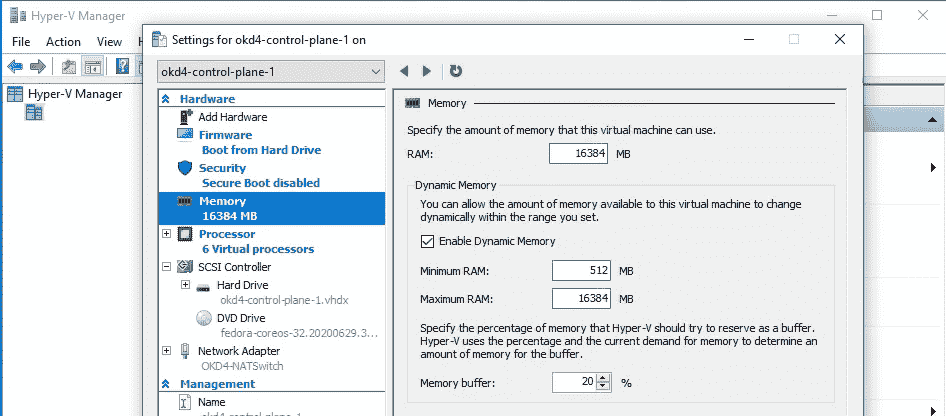 Hyper-V Manager
Settings for okd4-control-plane-1 on
File Action View
okd4-control-plane-1
Hyper-V Manager
Hardware
Add Hardware
Firmware
Boot from Hard Drive
Security
Secure Boot disabled
Memory
16384 MB
Processor
6 Virtual processors
SCSI Controller
Hard Drive
okd4-control-plane-1.vhdx
DVD Drive
fedora-coreos-32.20200629.3...
Network Adapter
OKD4-NATSwitch
Management
Name
okd4-control-plane-1
Memory
Specify the amount of memory that this virtual machine can use.
RAM: 16384 MB
Dynamic Memory
You can allow the amount of memory available to this virtual machine to change
dynamically within the range you set.
Enable Dynamic Memory
Minimum RAM: 512 MB
Maximum RAM: 16384 MB
Specify the percentage of memory that Hyper-V should try to reserve as a buffer.
Hyper-V uses the percentage and the current demand for memory to determine an
amount of memory for the buffer.
Memory buffer: 20 %